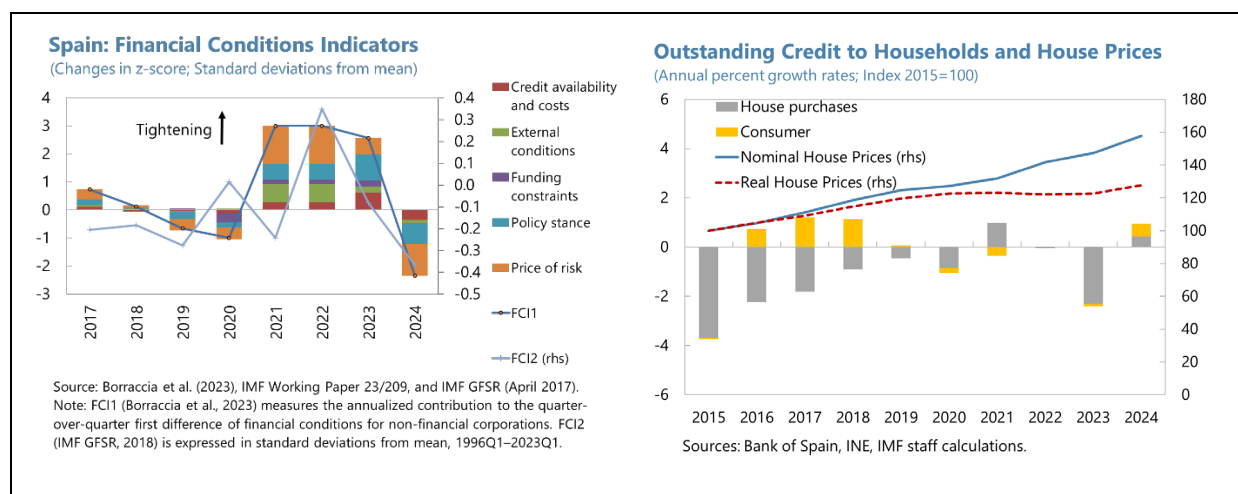 Spain: Financial Conditions Indicators
(Changes in z-score; Standard deviations from mean)
4
3
2
1
0
-1
-2
-3
0.4
0.3
0.2
0.1
0.0
-0.1
-0.2
-0.3
-0.4
-0.5
Tightening
2017
2018
2019
2020
2021
2022
2023
2024
Credit availability
and costs
External
conditions
Funding
constraints
Policy stance
Price of risk
FCI1
FCI2 (rhs)
Source: Borraccia et al. (2023), IMF Working Paper 23/209, and IMF GFSR (April 2017).
Note: FCI1 (Borraccia et al., 2023) measures the annualized contribution to the quarter-
over-quarter first difference of financial conditions for non-financial corporations. FCI2
(IMF GFSR, 2018) is expressed in standard deviations from mean, 1996Q1–2023Q1.
Outstanding Credit to Households and House Prices
(Annual percent growth rates; Index 2015=100)
6
4
2
0
-2
-4
-6
180
160
140
120
100
80
60
40
20
0
House purchases
Consumer
Nominal House Prices (rhs)
Real House Prices (rhs)
2015 2016 2017 2018 2019 2020 2021 2022 2023 2024
Sources: Bank of Spain, INE, IMF staff calculations.